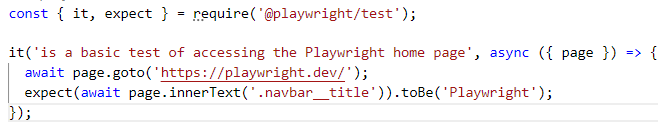 const { it, expect } = require('@playwright/test');
it('is a basic test of accessing the Playwright home page', async ({ page }) => {
  await page.goto('https://playwright.dev/');
  expect(await page.innerText('.navbar__title')).toBe('Playwright');
});